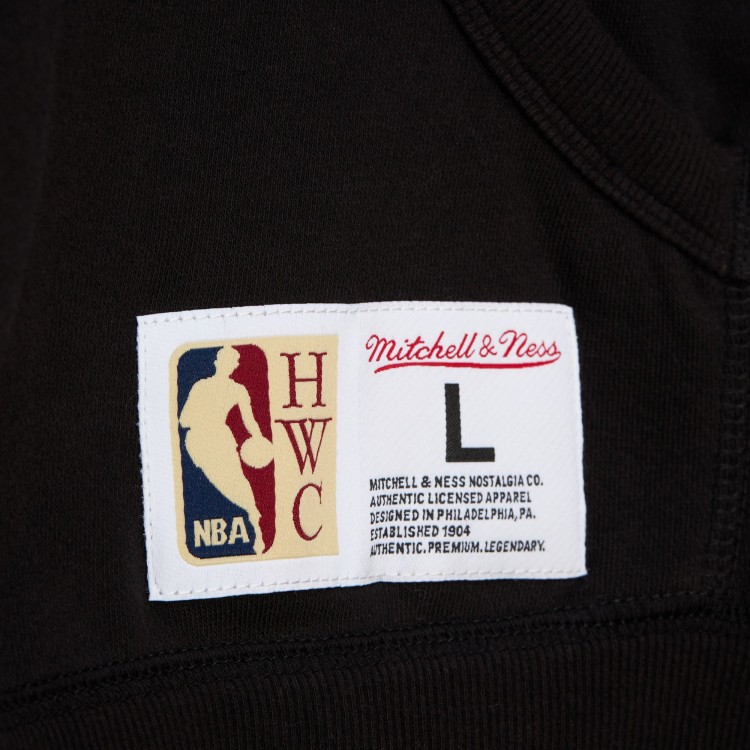 NBA
H
W
C
Mitchell & Ness
L
MITCHELL & NESS NOSTALGIA CO.
AUTHENTIC LICENSED APPAREL
DESIGNED IN PHILADELPHIA, PA.
ESTABLISHED 1904
AUTHENTIC. PREMIUM. LEGENDARY.